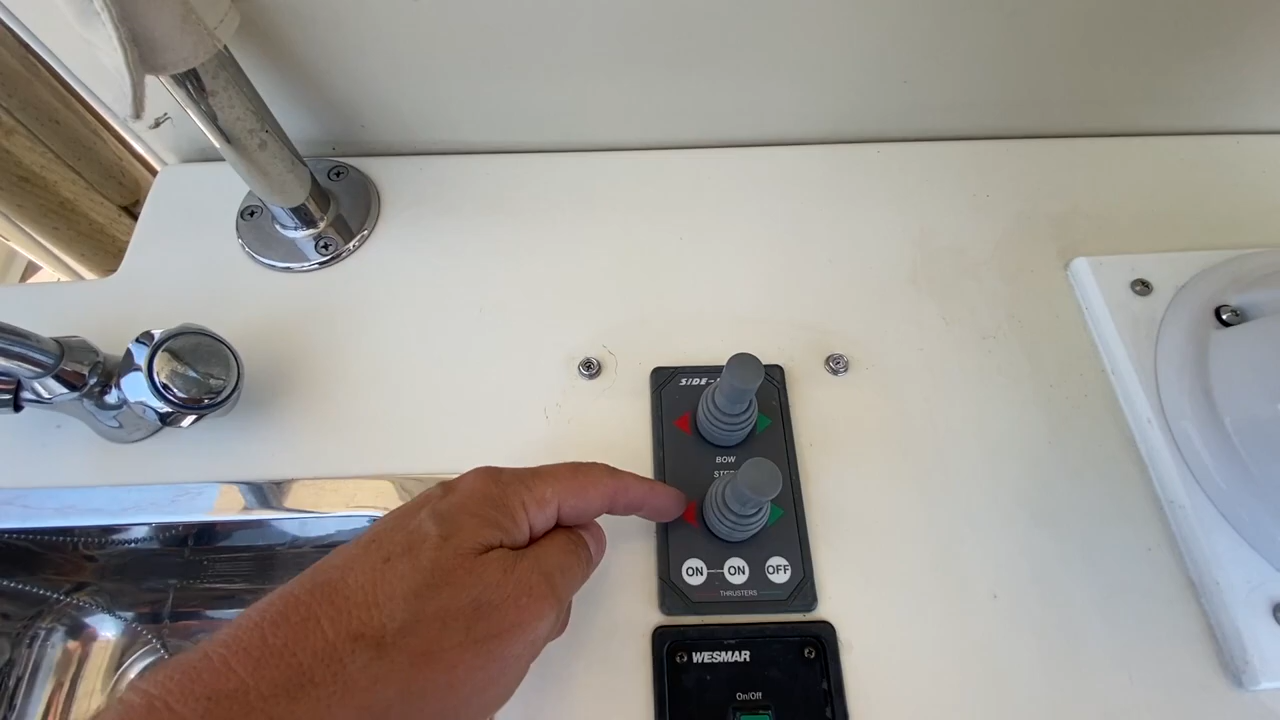 BOW
ON ON OFF
THRUSTERS
WESMAR
On/Off